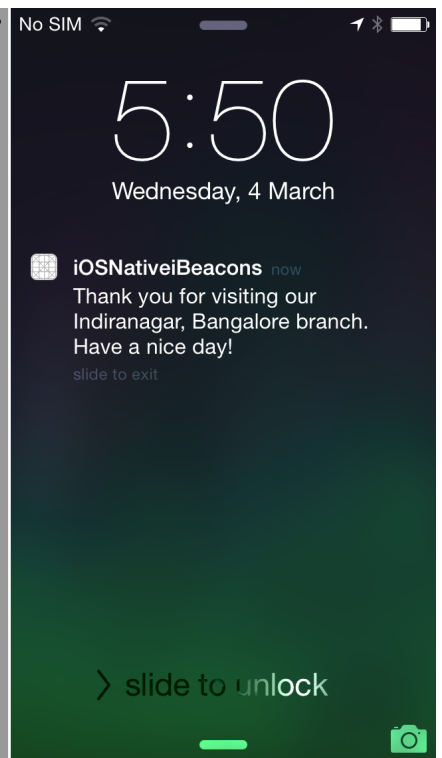 No SIM
5:50
Wednesday, 4 March
iOSNativeiBeacons now
Thank you for visiting our
Indiranagar, Bangalore branch.
Have a nice day!
slide to exit
> slide to unlock